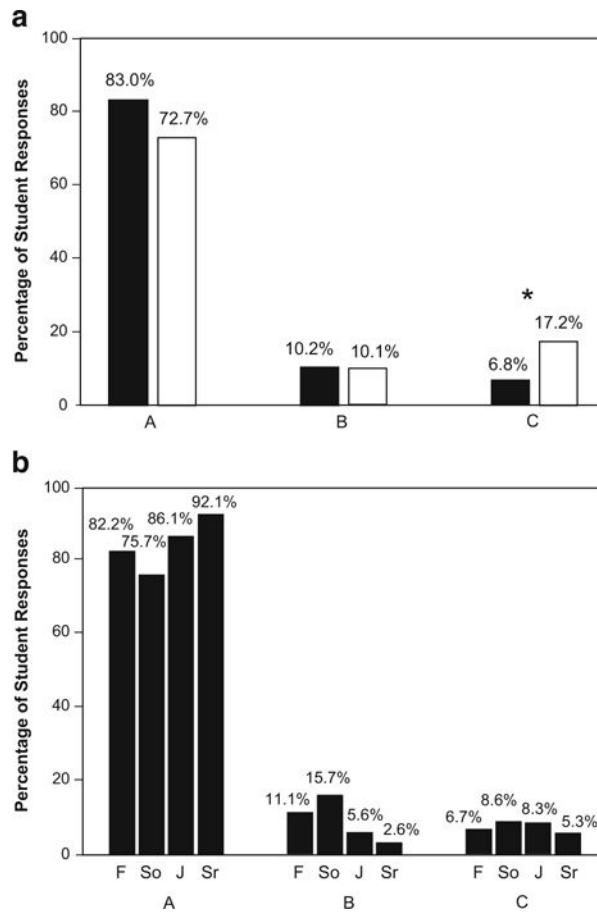 a
Percentage of Student Responses
100
80
60
40
20
0
83.0%
72.7%
10.2%
10.1%
*
6.8%
17.2%
A
B
C
b
Percentage of Student Responses
100
80
60
40
20
0
82.2%
75.7%
86.1%
92.1%
11.1%
15.7%
5.6%
2.6%
6.7%
8.6%
8.3%
5.3%
F So J Sr
F So J Sr
F So J Sr
A
B
C